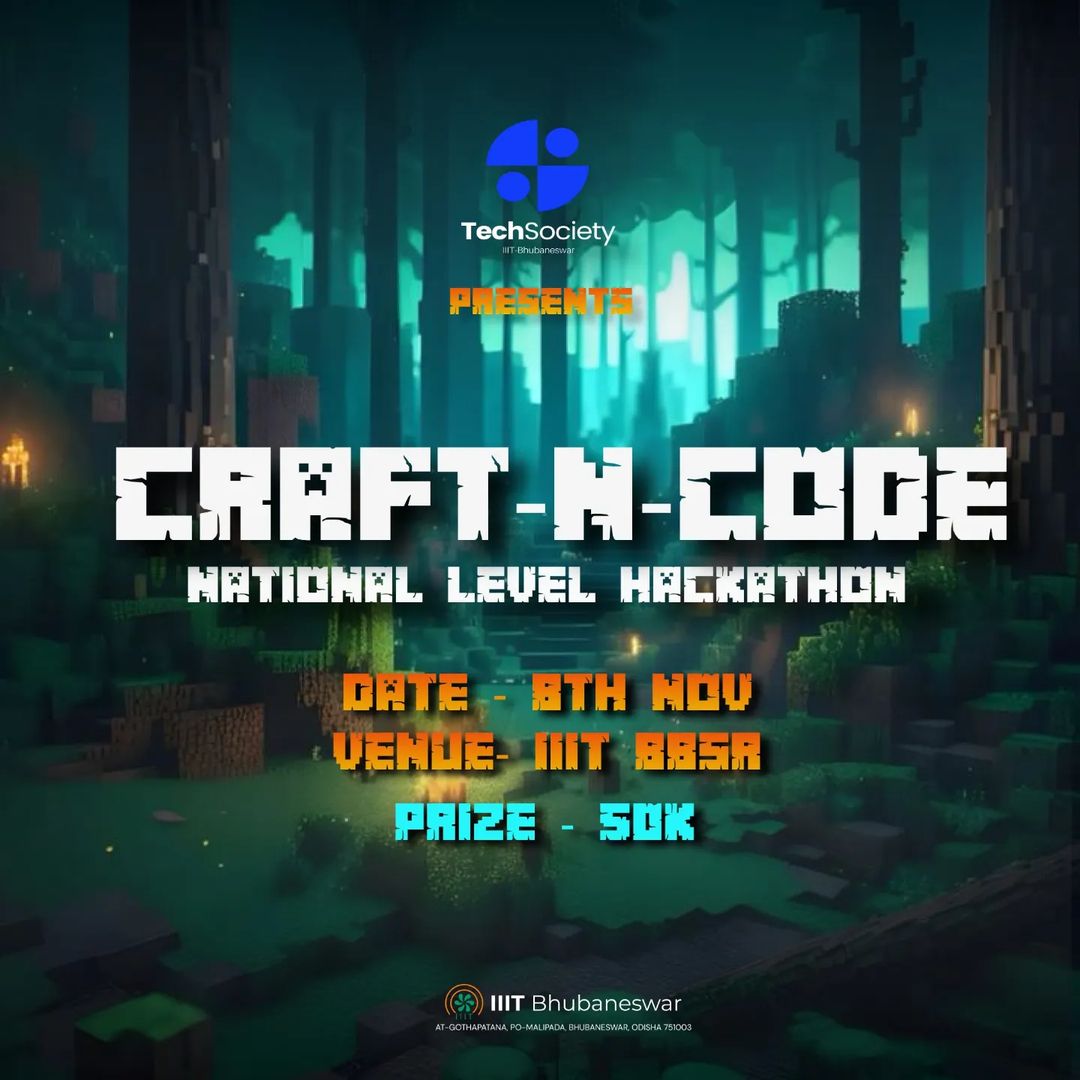 TechSociety
IIIT-Bhubaneswar
PRESENTS
CRAFT-N-CODE
NATIONAL LEVEL HACKATHON
DATE - 8TH NOV
VENUE- IIIT BBSR
PRIZE - 50K
IIIT
IIIT Bhubaneswar
AT-GOTHAPATANA, PO-MALIPADA, BHUBANESWAR, ODISHA 751003